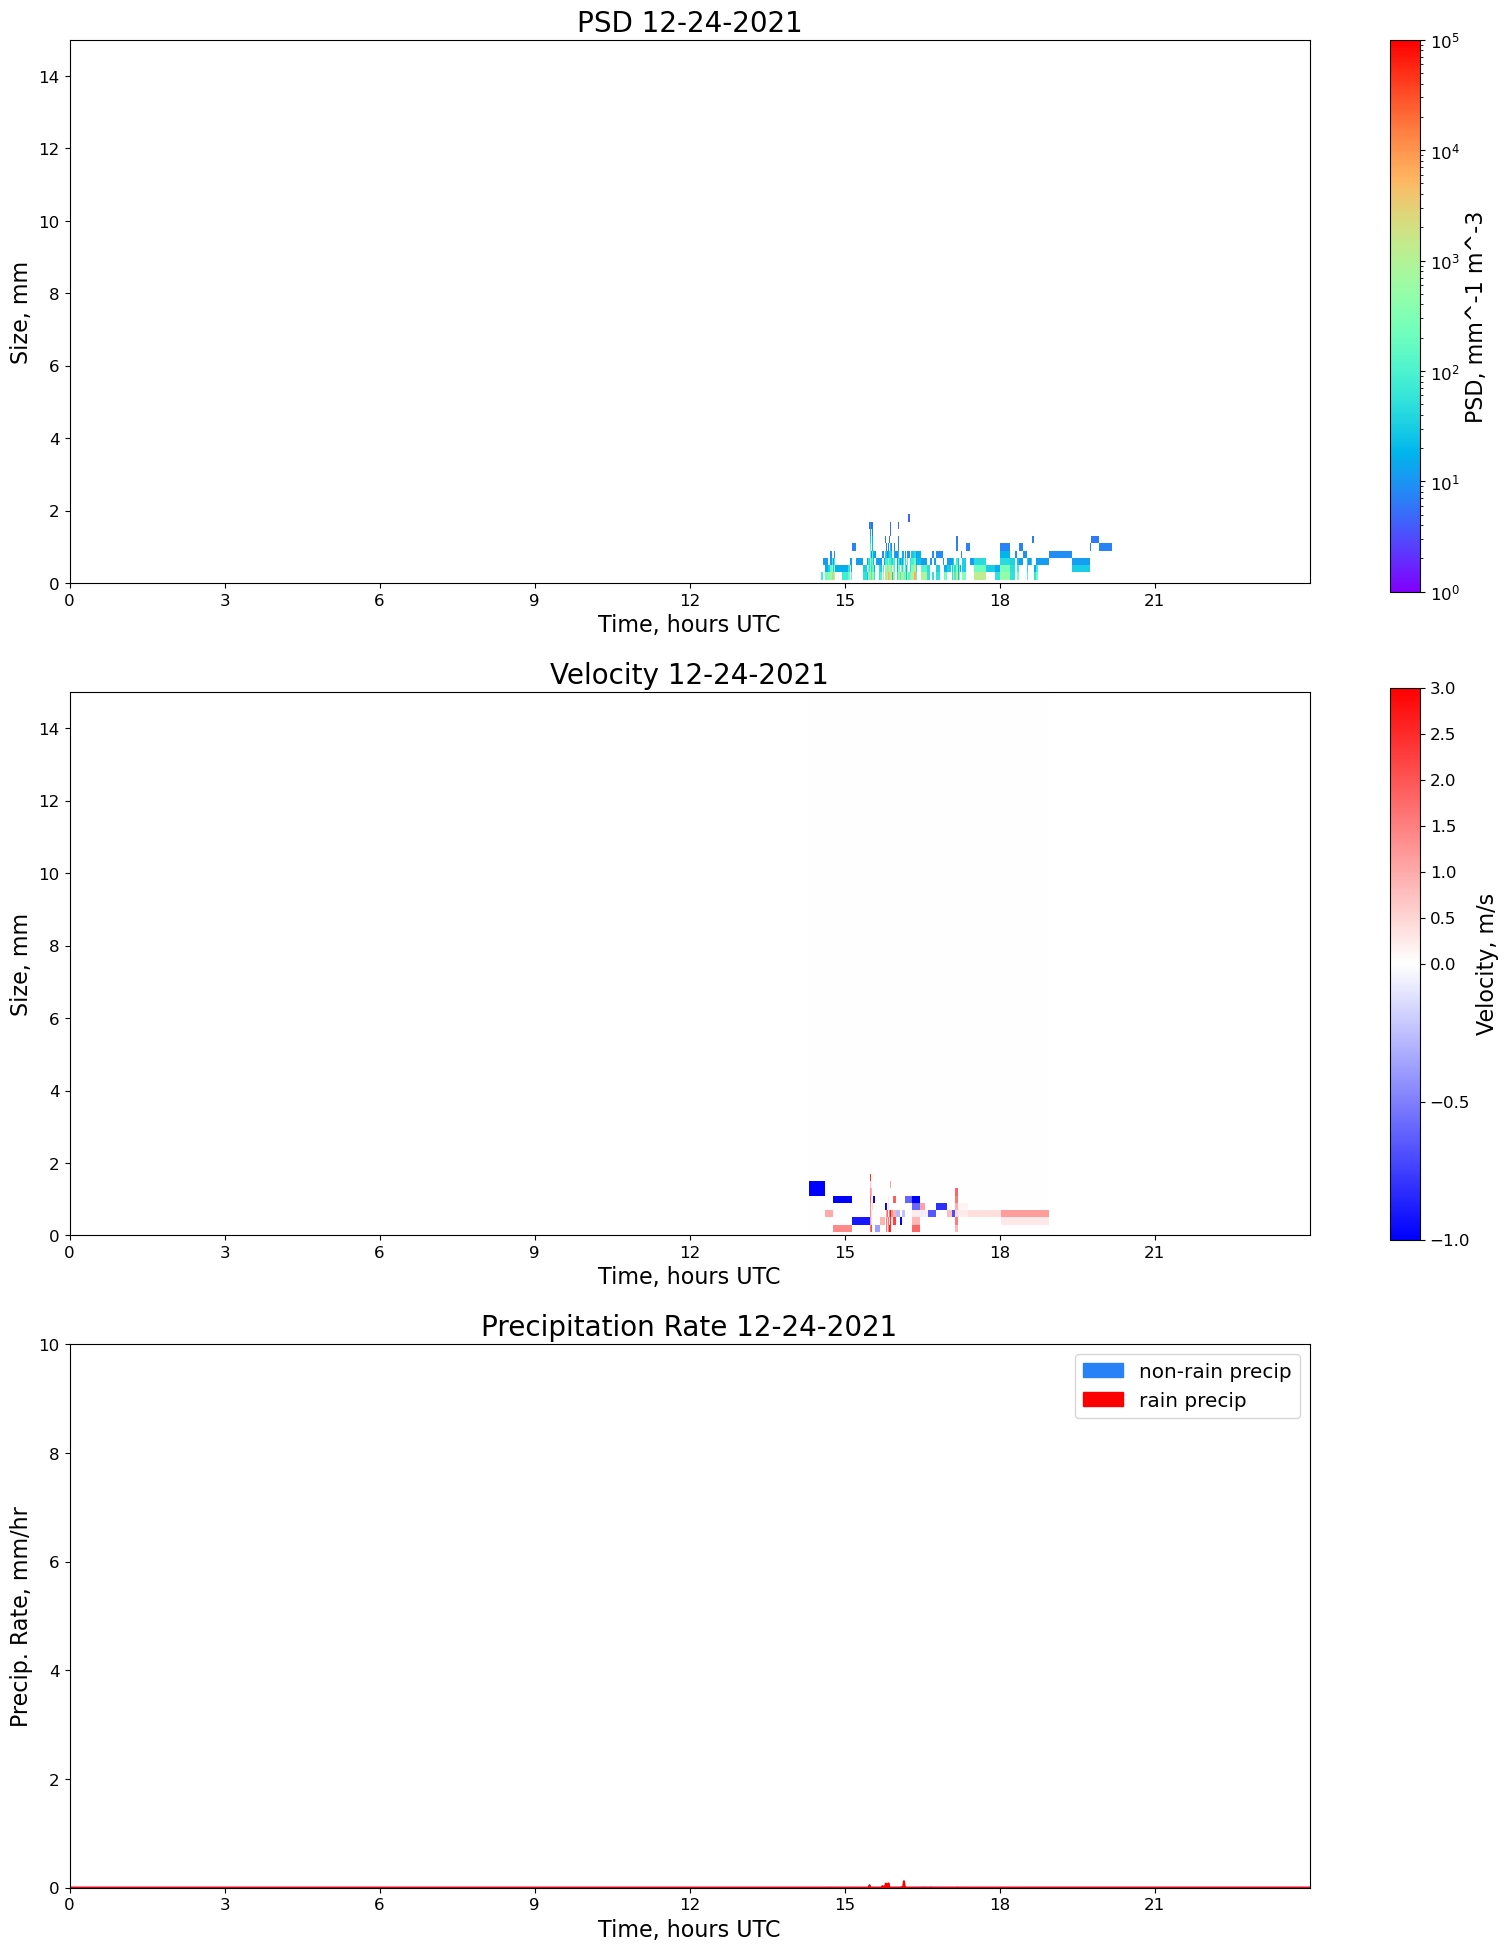 PSD 12-24-2021
14
12
10
8
6
4
2
0
Size, mm
0 3 6 9 12 15 18 21
Time, hours UTC
10^5
10^4
10^3
10^2
10^1
10^0
PSD, mm^-1 m^-3
Velocity 12-24-2021
14
12
10
8
6
4
2
0
Size, mm
0 3 6 9 12 15 18 21
Time, hours UTC
3.0
2.5
2.0
1.5
1.0
0.5
0.0
−0.5
−1.0
Velocity, m/s
Precipitation Rate 12-24-2021
10
8
6
4
2
0
Precip. Rate, mm/hr
non-rain precip
rain precip
0 3 6 9 12 15 18 21
Time, hours UTC